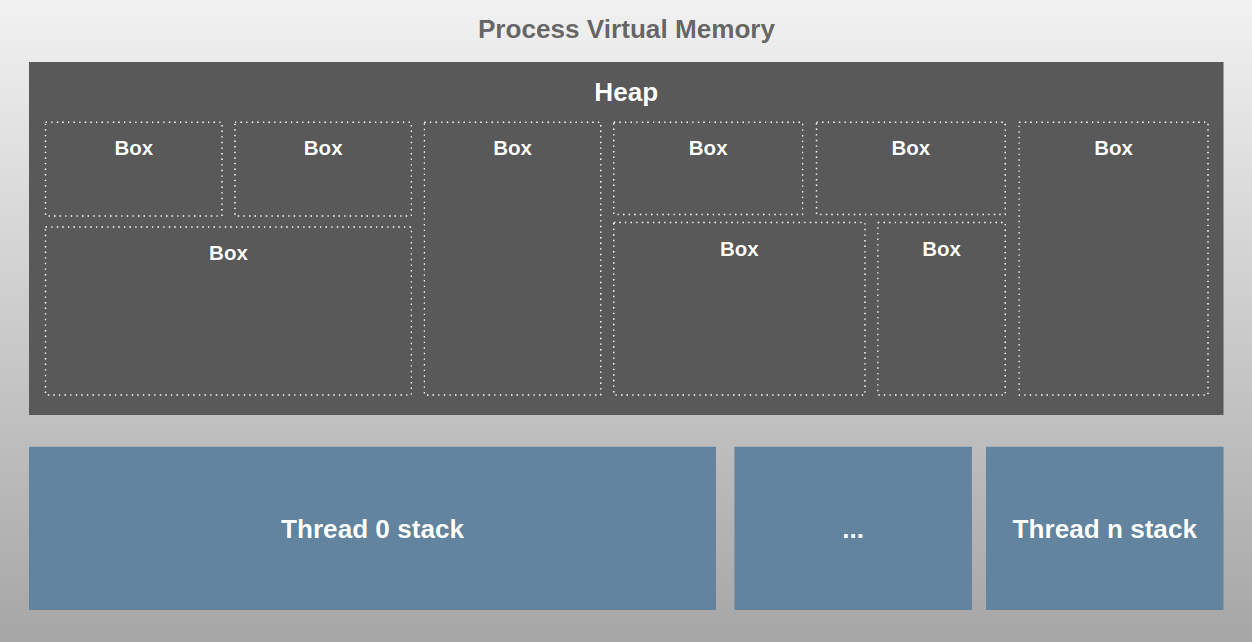 Process Virtual Memory
Heap
Box
Box
Box
Box
Box
Box
Box
Box
Box
Thread 0 stack
...
Thread n stack